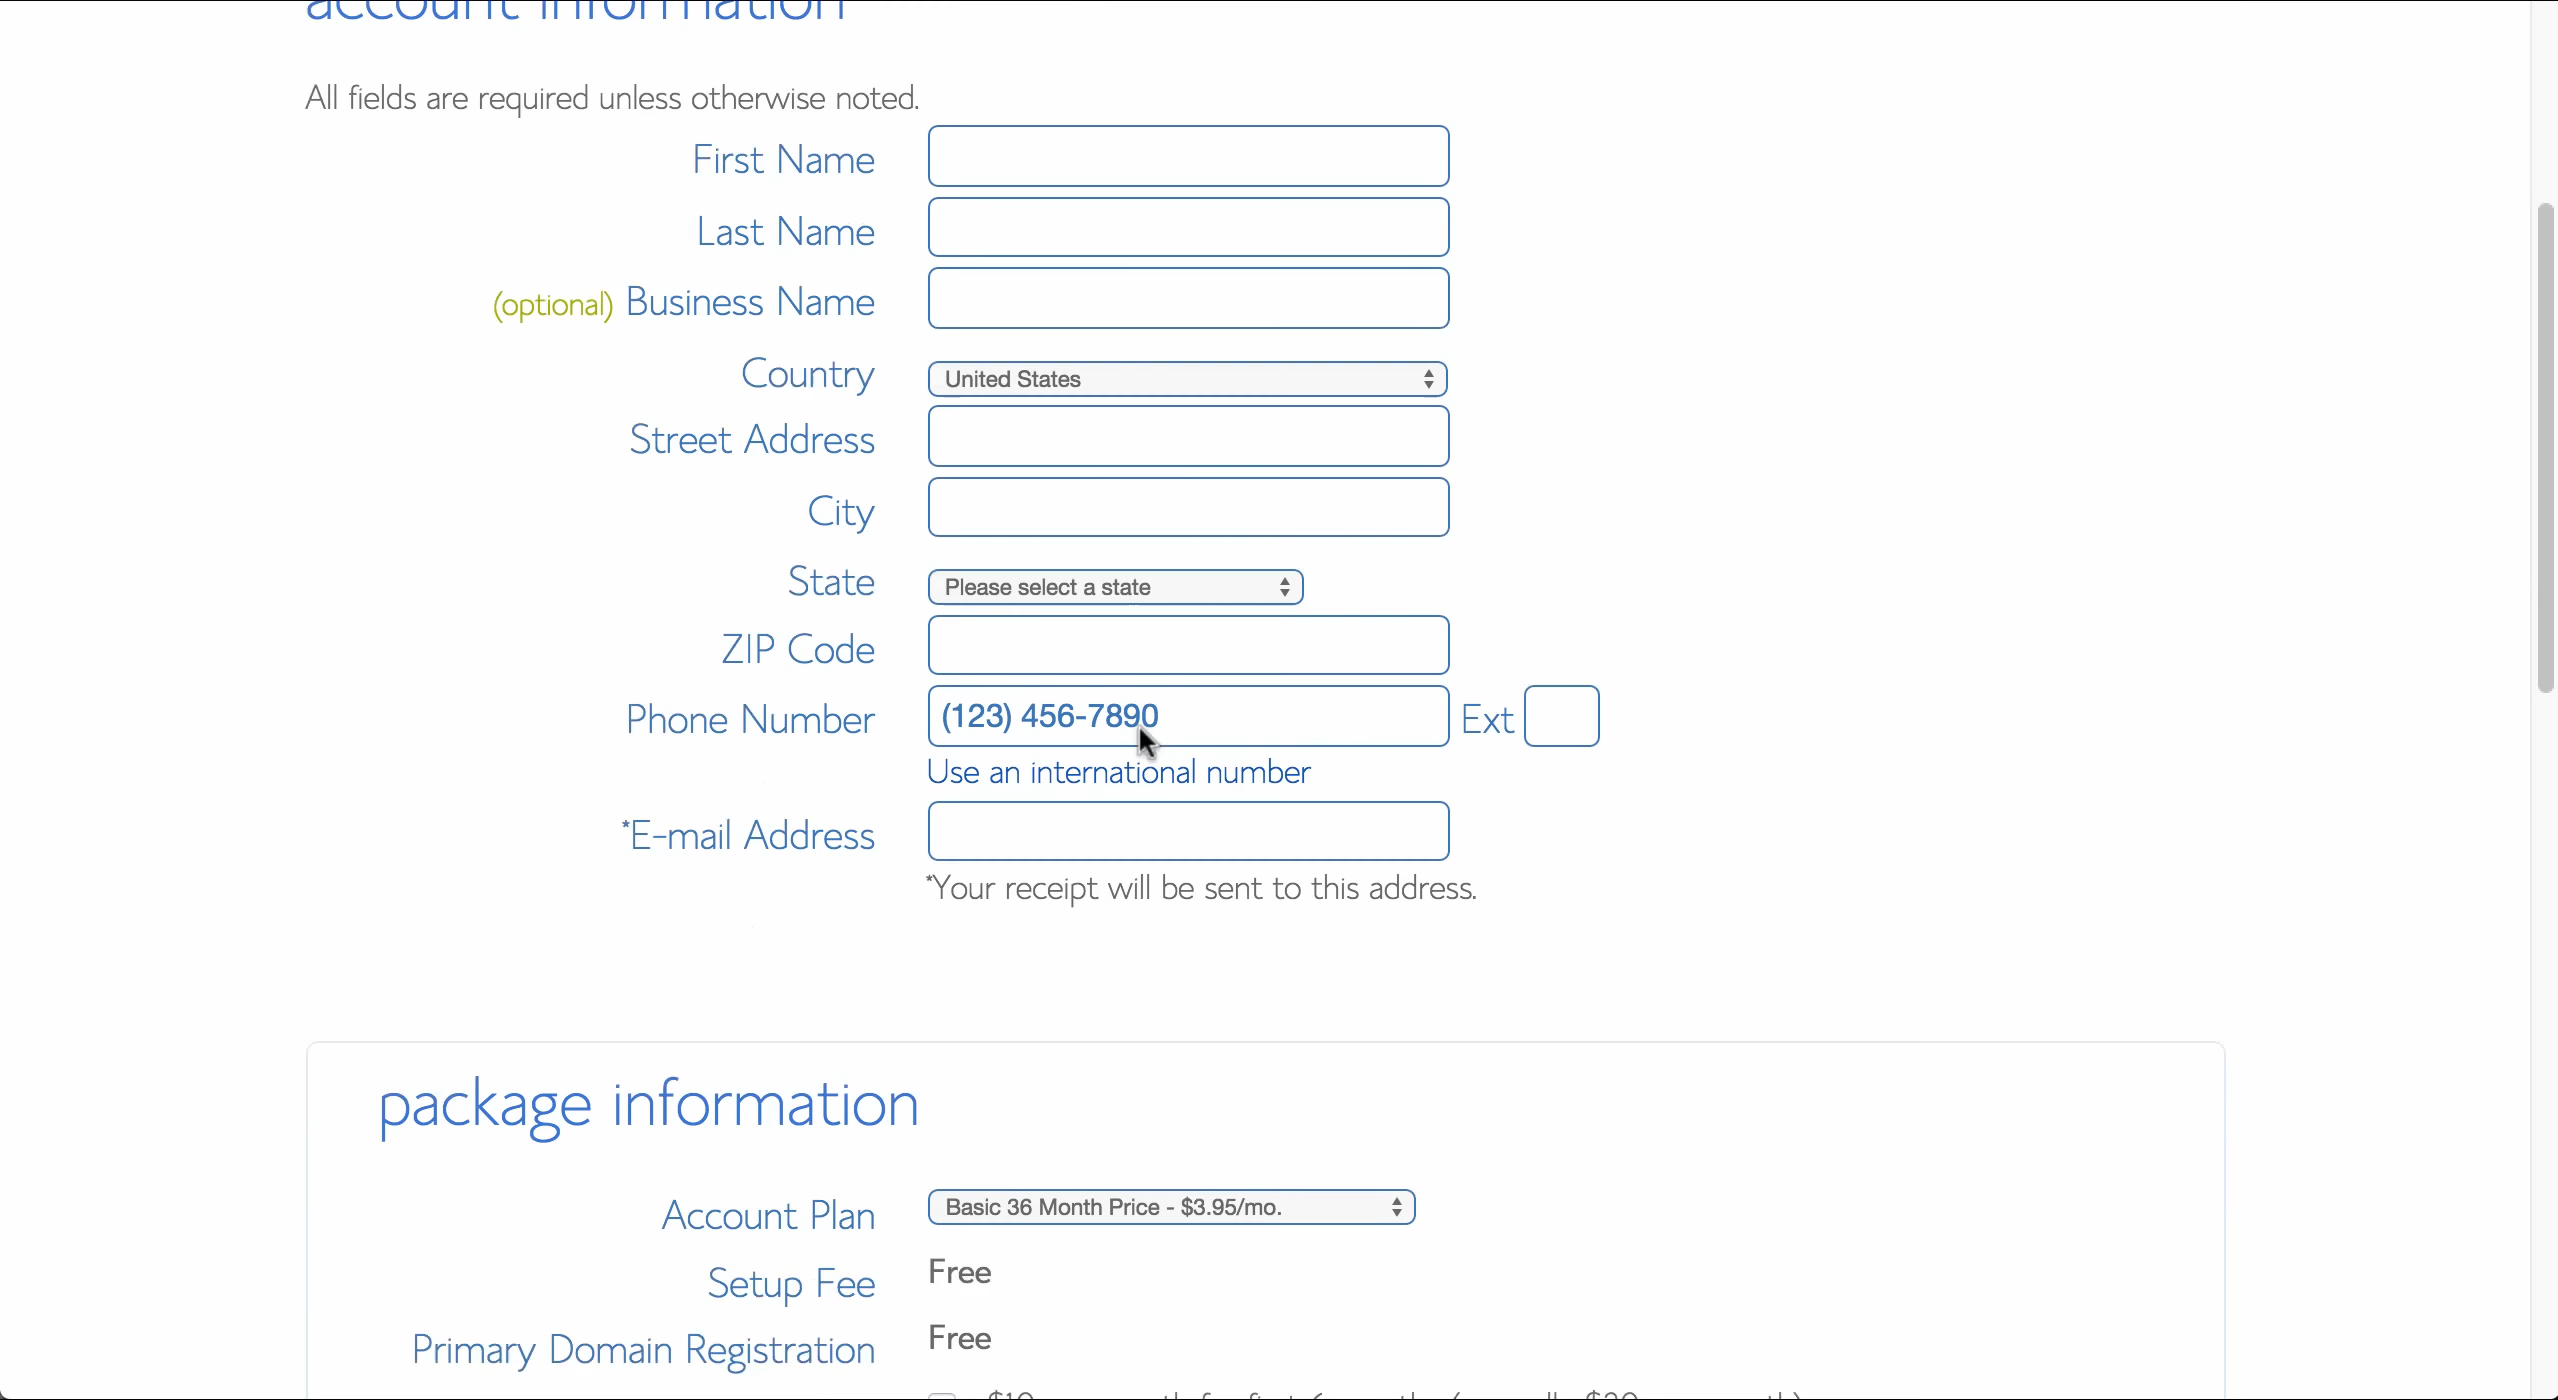 account information
All fields are required unless otherwise noted.
First Name
Last Name
(optional) Business Name
Country United States
Street Address
City
State Please select a state
ZIP Code
Phone Number (123) 456-7890 Ext
Use an international number
*E-mail Address
*Your receipt will be sent to this address.
package information
Account Plan Basic 36 Month Price - $3.95/mo.
Setup Fee Free
Primary Domain Registration Free